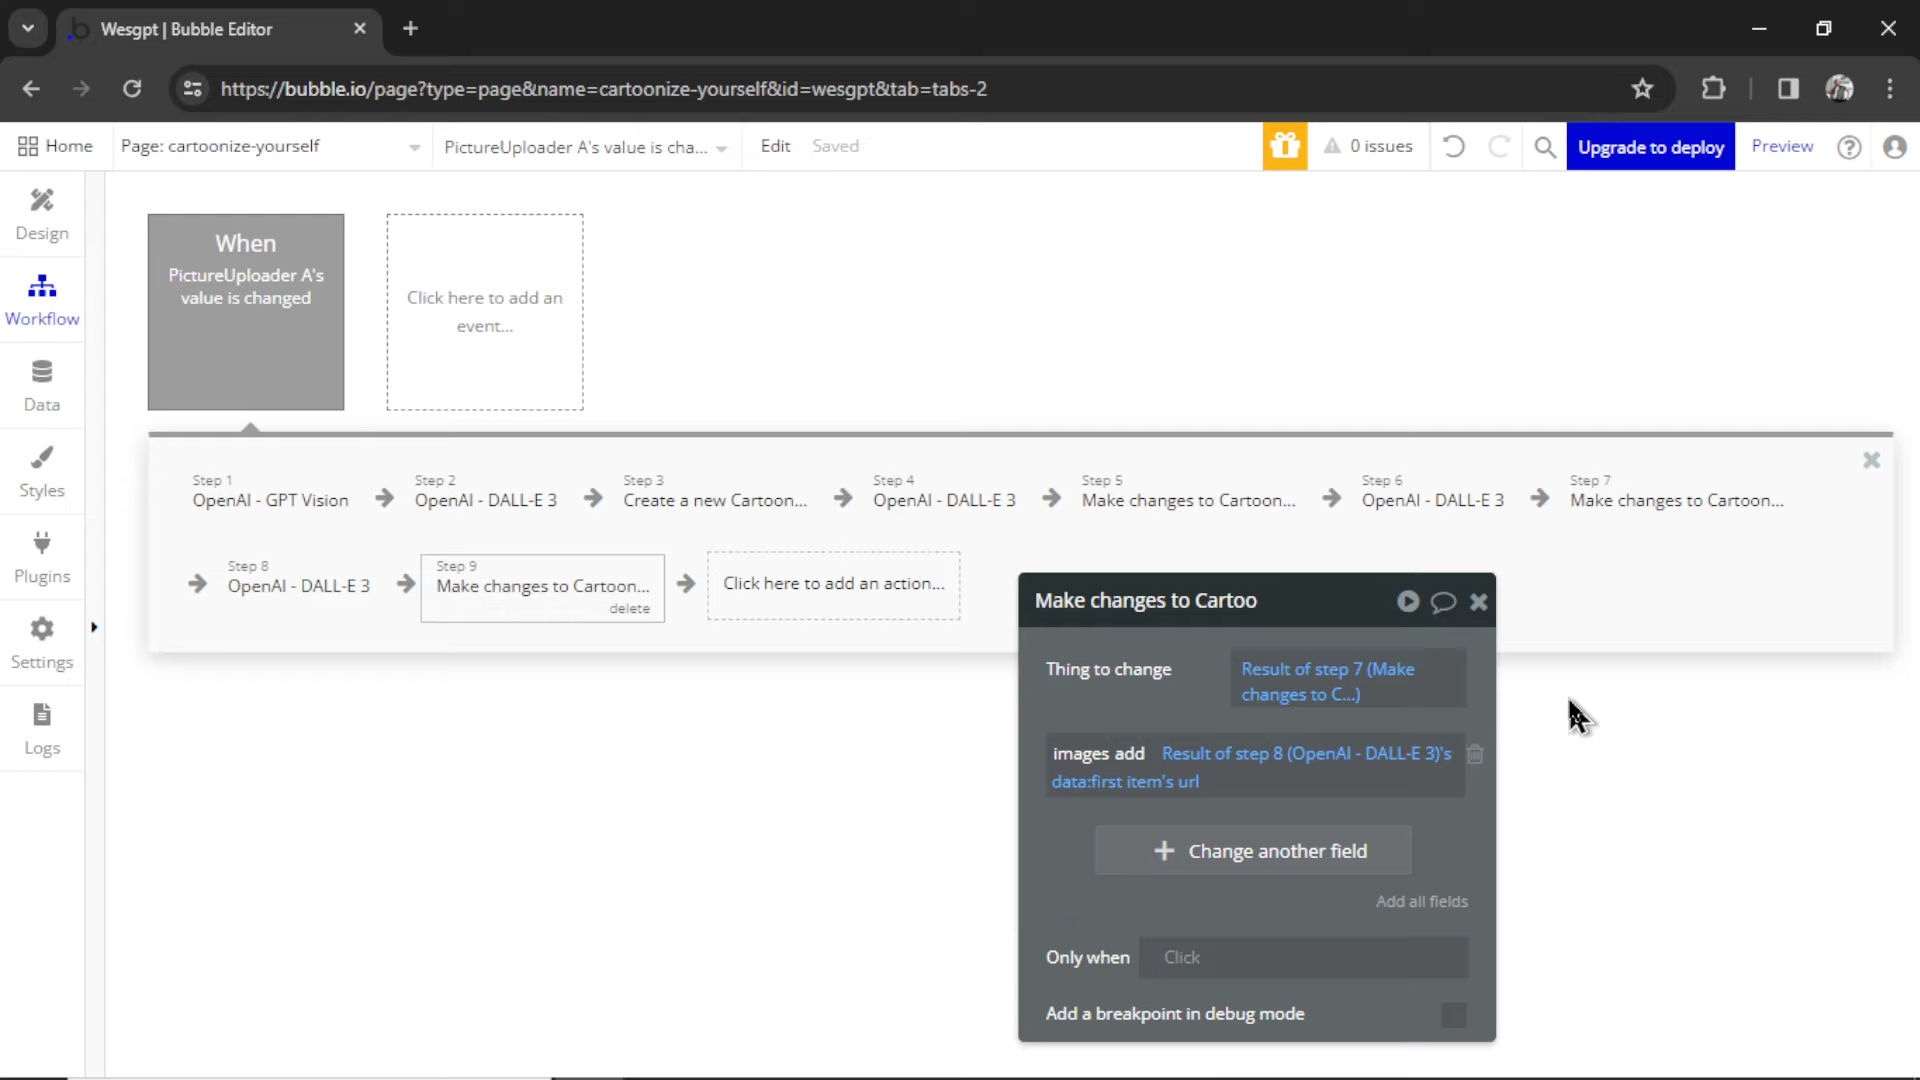 Wesgpt | Bubble Editor
https://bubble.io/page?type=page&name=cartoonize-yourself&id=wesgpt&tab=tabs-2
Home
Page: cartoonize-yourself
PictureUploader A's value is cha...
Edit
Saved
0 issues
Upgrade to deploy
Preview
Design
Workflow
Data
Styles
Plugins
Settings
Logs
When
PictureUploader A's
value is changed
Click here to add an
event...
Step 1
OpenAI - GPT Vision
Step 2
OpenAI - DALL-E 3
Step 3
Create a new Cartoon...
Step 4
OpenAI - DALL-E 3
Step 5
Make changes to Cartoon...
Step 6
OpenAI - DALL-E 3
Step 7
Make changes to Cartoon...
Step 8
OpenAI - DALL-E 3
Step 9
Make changes to Cartoon...
delete
Click here to add an action...
Make changes to Cartoo
Thing to change
Result of step 7 (Make
changes to C...)
images add Result of step 8 (OpenAI - DALL-E 3)'s
data:first item's url
Change another field
Add all fields
Only when
Click
Add a breakpoint in debug mode